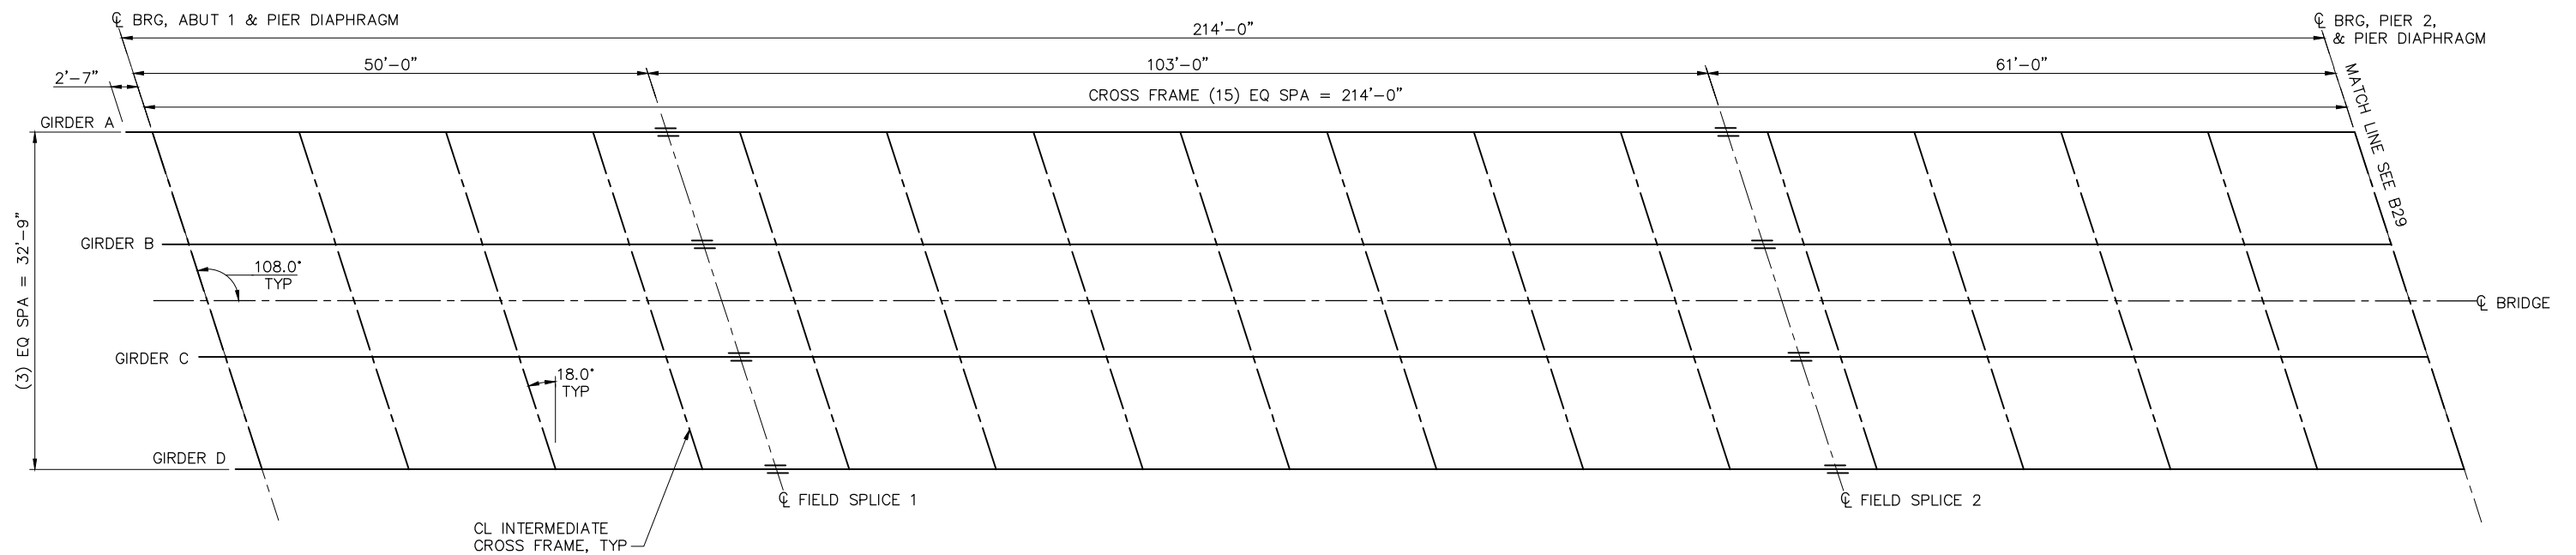 ℄ BRG, ABUT 1 & PIER DIAPHRAGM
℄ BRG, PIER 2,
& PIER DIAPHRAGM
214'-0"
50'-0"
103'-0"
61'-0"
2'-7"
CROSS FRAME (15) EQ SPA = 214'-0"
MATCH LINE SEE B29
GIRDER A
(3) EQ SPA = 32'-9"
GIRDER B
108.0°
TYP
℄ BRIDGE
GIRDER C
18.0°
TYP
GIRDER D
℄ FIELD SPLICE 1
℄ FIELD SPLICE 2
CL INTERMEDIATE
CROSS FRAME, TYP